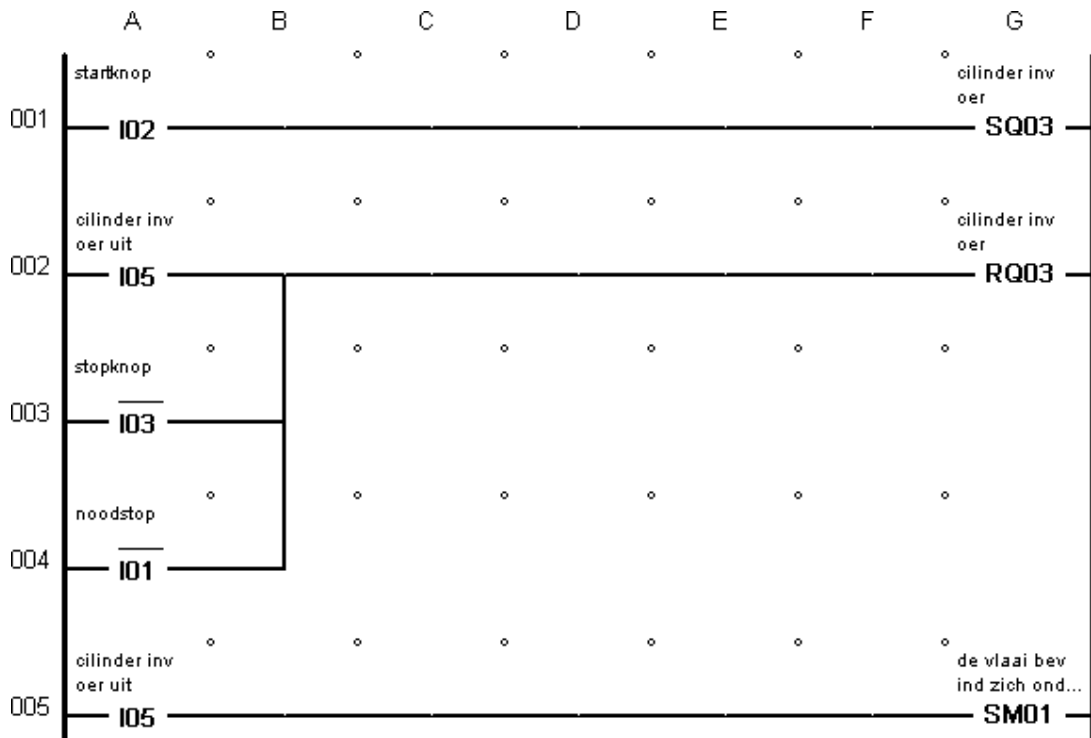 A B C D E F G
startknop
cilinder inv
oer
001 I02 SQ03
cilinder inv
oer uit
cilinder inv
oer
002 I05 RQ03
stopknop
003 I03
noodstop
004 I01
cilinder inv
oer uit
de vlaai bev
ind zich ond...
005 I05 SM01